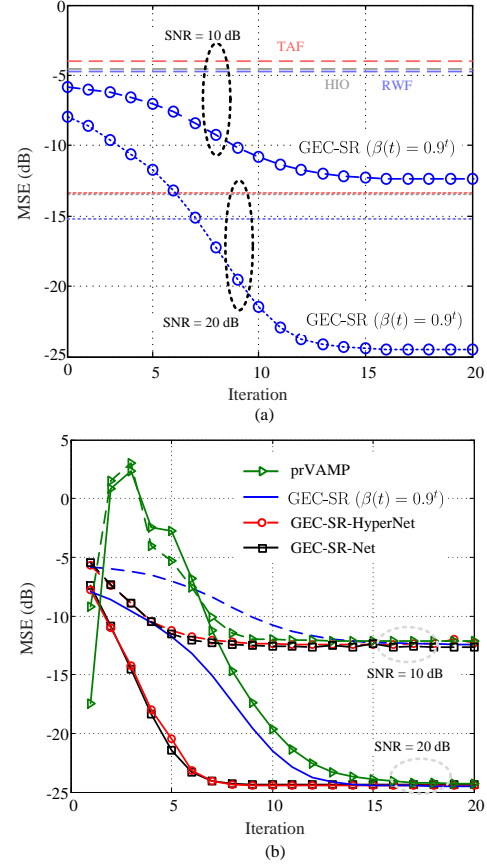 0
-5
-10
-15
-20
-25
MSE (dB)
SNR = 10 dB
TAF
HIO
RWF
GEC-SR (β(t) = 0.9^t)
SNR = 20 dB
GEC-SR (β(t) = 0.9^t)
0
5
10
15
20
Iteration
(a)
5
0
-5
-10
-15
-20
-25
MSE (dB)
prVAMP
GEC-SR (β(t) = 0.9^t)
GEC-SR-HyperNet
GEC-SR-Net
SNR = 10 dB
SNR = 20 dB
0
5
10
15
20
Iteration
(b)